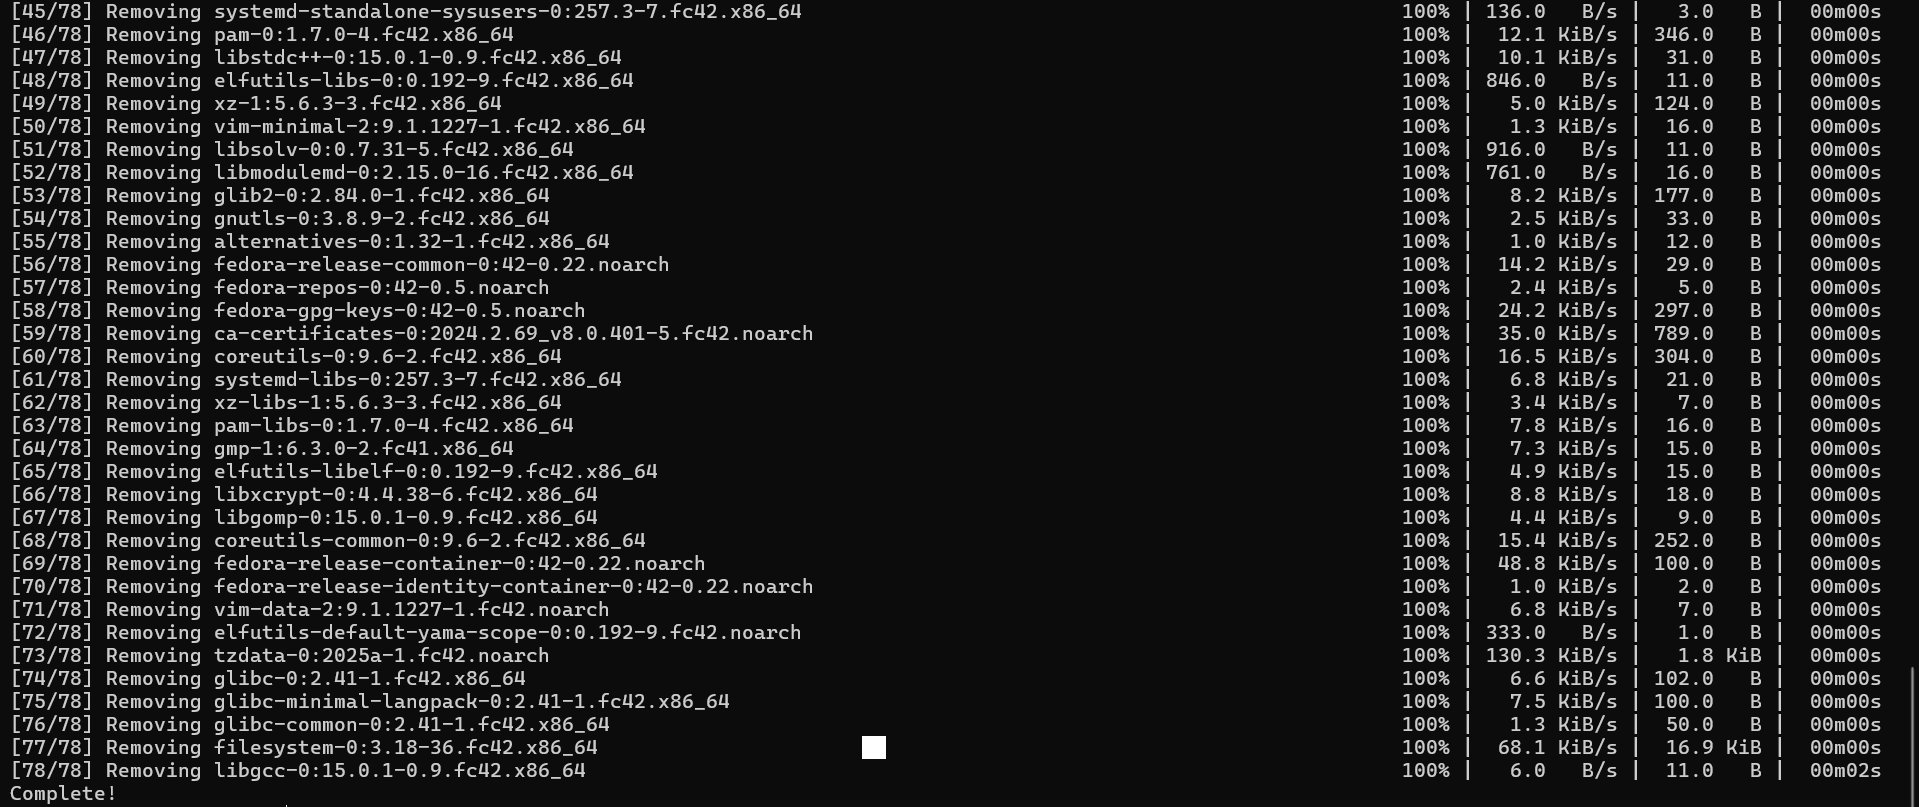 [45/78] Removing systemd-standalone-sysusers-0:257.3-7.fc42.x86_64 100% | 136.0 B/s | 3.0 B | 00m00s
[46/78] Removing pam-0:1.7.0-4.fc42.x86_64 100% | 12.1 KiB/s | 346.0 B | 00m00s
[47/78] Removing libstdc++-0:15.0.1-0.9.fc42.x86_64 100% | 10.1 KiB/s | 31.0 B | 00m00s
[48/78] Removing elfutils-libs-0:0.192-9.fc42.x86_64 100% | 846.0 B/s | 11.0 B | 00m00s
[49/78] Removing xz-1:5.6.3-3.fc42.x86_64 100% | 5.0 KiB/s | 124.0 B | 00m00s
[50/78] Removing vim-minimal-2:9.1.1227-1.fc42.x86_64 100% | 1.3 KiB/s | 16.0 B | 00m00s
[51/78] Removing libsolv-0:0.7.31-5.fc42.x86_64 100% | 916.0 B/s | 11.0 B | 00m00s
[52/78] Removing libmodulemd-0:2.15.0-16.fc42.x86_64 100% | 761.0 B/s | 16.0 B | 00m00s
[53/78] Removing glib2-0:2.84.0-1.fc42.x86_64 100% | 8.2 KiB/s | 177.0 B | 00m00s
[54/78] Removing gnutls-0:3.8.9-2.fc42.x86_64 100% | 2.5 KiB/s | 33.0 B | 00m00s
[55/78] Removing alternatives-0:1.32-1.fc42.x86_64 100% | 1.0 KiB/s | 12.0 B | 00m00s
[56/78] Removing fedora-release-common-0:42-0.22.noarch 100% | 14.2 KiB/s | 29.0 B | 00m00s
[57/78] Removing fedora-repos-0:42-0.5.noarch 100% | 2.4 KiB/s | 5.0 B | 00m00s
[58/78] Removing fedora-gpg-keys-0:42-0.5.noarch 100% | 24.2 KiB/s | 297.0 B | 00m00s
[59/78] Removing ca-certificates-0:2024.2.69_v8.0.401-5.fc42.noarch 100% | 35.0 KiB/s | 789.0 B | 00m00s
[60/78] Removing coreutils-0:9.6-2.fc42.x86_64 100% | 16.5 KiB/s | 304.0 B | 00m00s
[61/78] Removing systemd-libs-0:257.3-7.fc42.x86_64 100% | 6.8 KiB/s | 21.0 B | 00m00s
[62/78] Removing xz-libs-1:5.6.3-3.fc42.x86_64 100% | 3.4 KiB/s | 7.0 B | 00m00s
[63/78] Removing pam-libs-0:1.7.0-4.fc42.x86_64 100% | 7.8 KiB/s | 16.0 B | 00m00s
[64/78] Removing gmp-1:6.3.0-2.fc41.x86_64 100% | 7.3 KiB/s | 15.0 B | 00m00s
[65/78] Removing elfutils-libelf-0:0.192-9.fc42.x86_64 100% | 4.9 KiB/s | 15.0 B | 00m00s
[66/78] Removing libxcrypt-0:4.4.38-6.fc42.x86_64 100% | 8.8 KiB/s | 18.0 B | 00m00s
[67/78] Removing libgomp-0:15.0.1-0.9.fc42.x86_64 100% | 4.4 KiB/s | 9.0 B | 00m00s
[68/78] Removing coreutils-common-0:9.6-2.fc42.x86_64 100% | 15.4 KiB/s | 252.0 B | 00m00s
[69/78] Removing fedora-release-container-0:42-0.22.noarch 100% | 48.8 KiB/s | 100.0 B | 00m00s
[70/78] Removing fedora-release-identity-container-0:42-0.22.noarch 100% | 1.0 KiB/s | 2.0 B | 00m00s
[71/78] Removing vim-data-2:9.1.1227-1.fc42.noarch 100% | 6.8 KiB/s | 7.0 B | 00m00s
[72/78] Removing elfutils-default-yama-scope-0:0.192-9.fc42.noarch 100% | 333.0 B/s | 1.0 B | 00m00s
[73/78] Removing tzdata-0:2025a-1.fc42.noarch 100% | 130.3 KiB/s | 1.8 KiB | 00m00s
[74/78] Removing glibc-0:2.41-1.fc42.x86_64 100% | 6.6 KiB/s | 102.0 B | 00m00s
[75/78] Removing glibc-minimal-langpack-0:2.41-1.fc42.x86_64 100% | 7.5 KiB/s | 100.0 B | 00m00s
[76/78] Removing glibc-common-0:2.41-1.fc42.x86_64 100% | 1.3 KiB/s | 50.0 B | 00m00s
[77/78] Removing filesystem-0:3.18-36.fc42.x86_64 100% | 68.1 KiB/s | 16.9 KiB | 00m00s
[78/78] Removing libgcc-0:15.0.1-0.9.fc42.x86_64 100% | 6.0 B/s | 11.0 B | 00m02s
Complete!